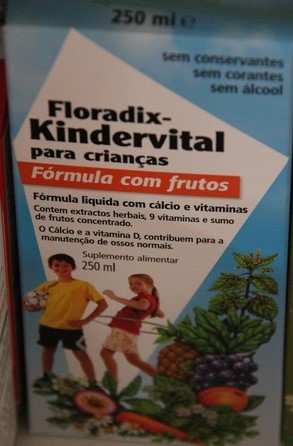 250 ml e
sem conservantes
sem corantes
sem álcool
Floradix-
Kindervital
para crianças
Fórmula com frutos
Fórmula liquida com cálcio e vitaminas
Contem extractos herbais, 9 vitaminas e sumo
de frutos concentrado.
O Cálcio e a vitamina D, contribuem para a
manutenção de ossos normais.
Suplemento alimentar
250 ml